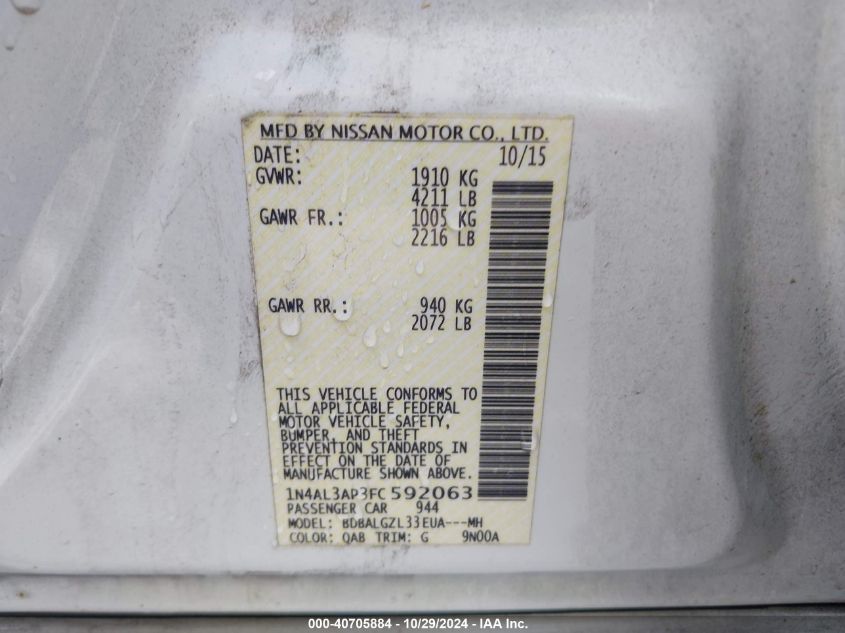 MFD BY NISSAN MOTOR CO., LTD.
DATE: 10/15
GVWR: 1910 KG
4211 LB
GAWR FR.: 1005 KG
2216 LB
GAWR RR.: 940 KG
2072 LB
THIS VEHICLE CONFORMS TO
ALL APPLICABLE FEDERAL
MOTOR VEHICLE SAFETY,
BUMPER, AND THEFT
PREVENTION STANDARDS IN
EFFECT ON THE DATE OF
MANUFACTURE SHOWN ABOVE.
1N4AL3AP3FC592063
PASSENGER CAR 944
MODEL: BDBALGZL33EUA---MH
COLOR: QAB TRIM: G 9N00A
000-40705884 - 10/29/2024 - IAA Inc.